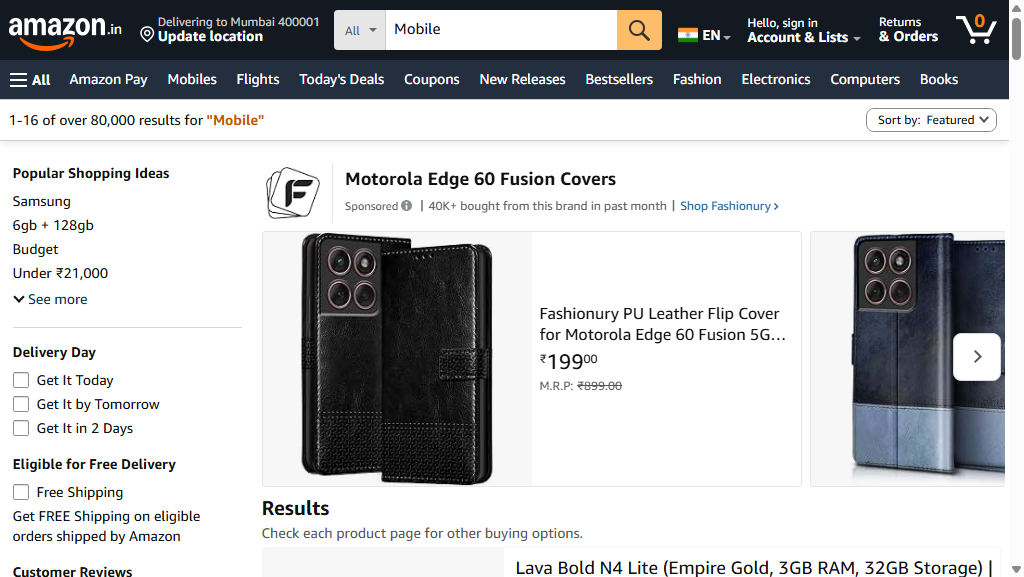 amazon.in
Delivering to Mumbai 400001
Update location
All
Mobile
EN
Hello, sign in
Account & Lists
Returns
& Orders
0
All
Amazon Pay
Mobiles
Flights
Today's Deals
Coupons
New Releases
Bestsellers
Fashion
Electronics
Computers
Books
1-16 of over 80,000 results for "Mobile"
Sort by: Featured
Popular Shopping Ideas
Samsung
6gb + 128gb
Budget
Under ₹21,000
See more
Delivery Day
Get It Today
Get It by Tomorrow
Get It in 2 Days
Eligible for Free Delivery
Free Shipping
Get FREE Shipping on eligible
orders shipped by Amazon
Customer Reviews
F
Motorola Edge 60 Fusion Covers
Sponsored | 40K+ bought from this brand in past month | Shop Fashionury
Fashionury PU Leather Flip Cover
for Motorola Edge 60 Fusion 5G…
₹19900
M.R.P: ₹899.00
Results
Check each product page for other buying options.
Lava Bold N4 Lite (Empire Gold, 3GB RAM, 32GB Storage) |